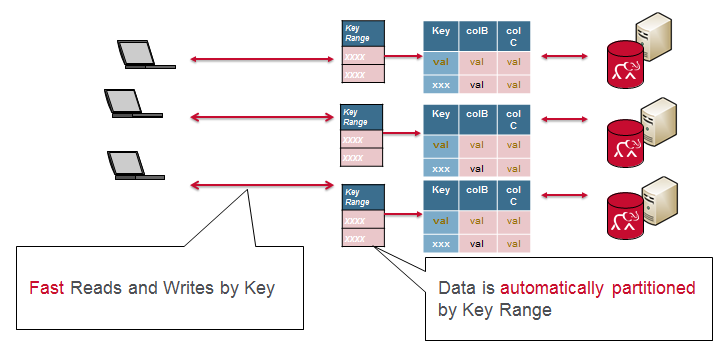 Key
Range
xxxx
xxxx
Key colB col
C
val val val
xxx val val
Key
Range
xxxx
xxxx
Key colB col
C
val val val
xxx val val
Key
Range
xxxx
xxxx
Key colB col
C
val val val
xxx val val
Fast Reads and Writes by Key
Data is automatically partitioned
by Key Range